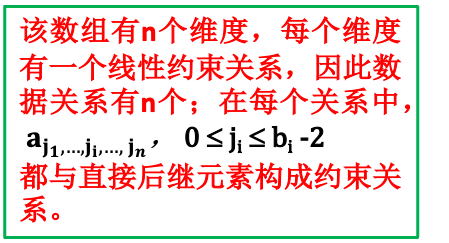 该数组有n个维度，每个维度
有一个线性约束关系，因此数
据关系有n个；在每个关系中，
a_{j₁,…,jᵢ,…, jₙ}， 0 ≤ jᵢ ≤ bᵢ -2
都与直接后继元素构成约束关
系。